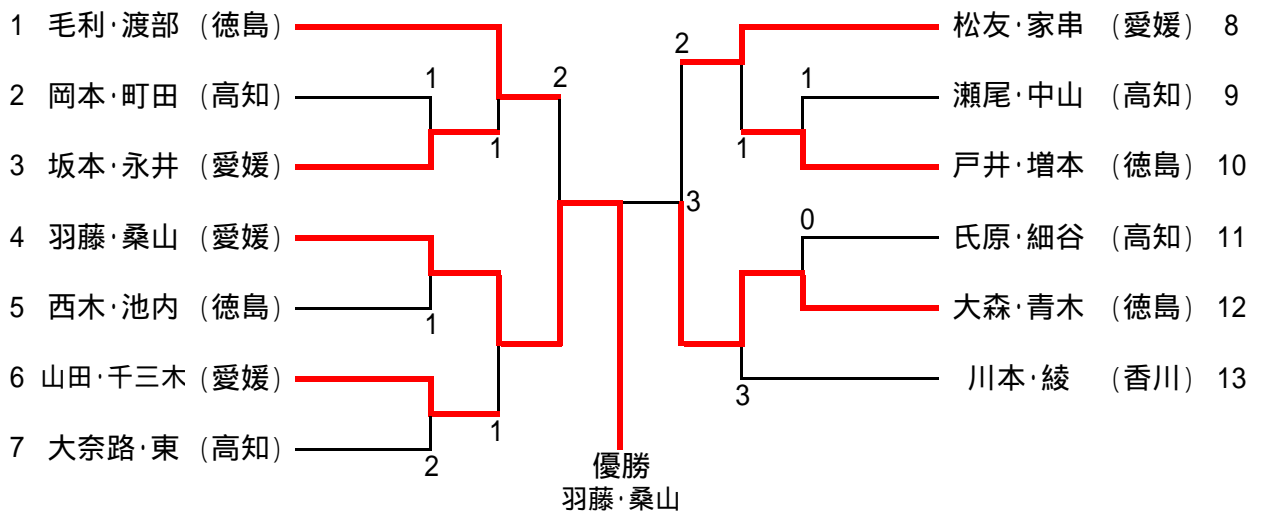 1 毛利・渡部 (徳島)
2 岡本・町田 (高知)
3 坂本・永井 (愛媛)
4 羽藤・桑山 (愛媛)
5 西木・池内 (徳島)
6 山田・千三木 (愛媛)
7 大奈路・東 (高知)
1
1
2
1
1
2
優勝
羽藤・桑山
2
1
1
3
0
3
松友・家串 (愛媛) 8
瀬尾・中山 (高知) 9
戸井・増本 (徳島) 10
氏原・細谷 (高知) 11
大森・青木 (徳島) 12
川本・綾 (香川) 13